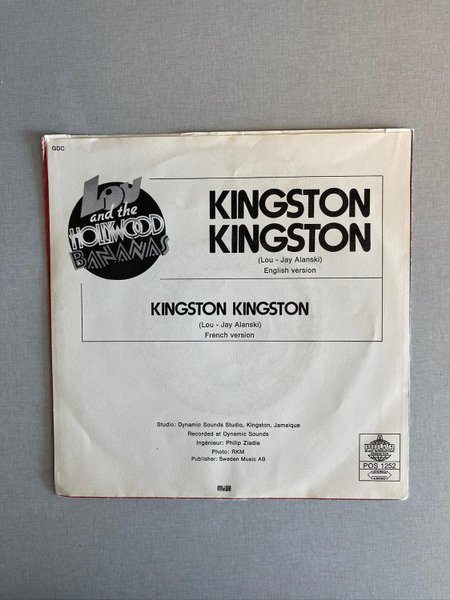 GDC
Lou
and the
HOLLYWOOD
BANANAS
KINGSTON
KINGSTON
(Lou - Jay Alanski)
English version
KINGSTON KINGSTON
(Lou - Jay Alanski)
French version
Studio: Dynamic Sounds Studio, Kingston, Jamaique
Recorded at Dynamic Sounds
Ingénieur: Philip Ziadie
Photo: RKM
Publisher: Sweden Music AB
POS 1252